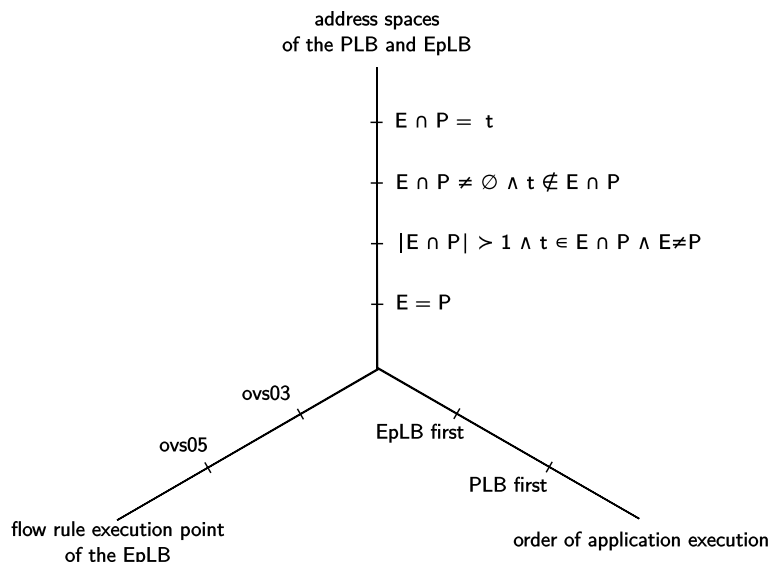 address spaces
of the PLB and EpLB
E ∩ P = t
E ∩ P ≠ ∅ ∧ t ∉ E ∩ P
|E ∩ P| ≻ 1 ∧ t ∈ E ∩ P ∧ E≠P
E = P
ovs03
EpLB first
ovs05
PLB first
flow rule execution point
of the EpLB
order of application execution